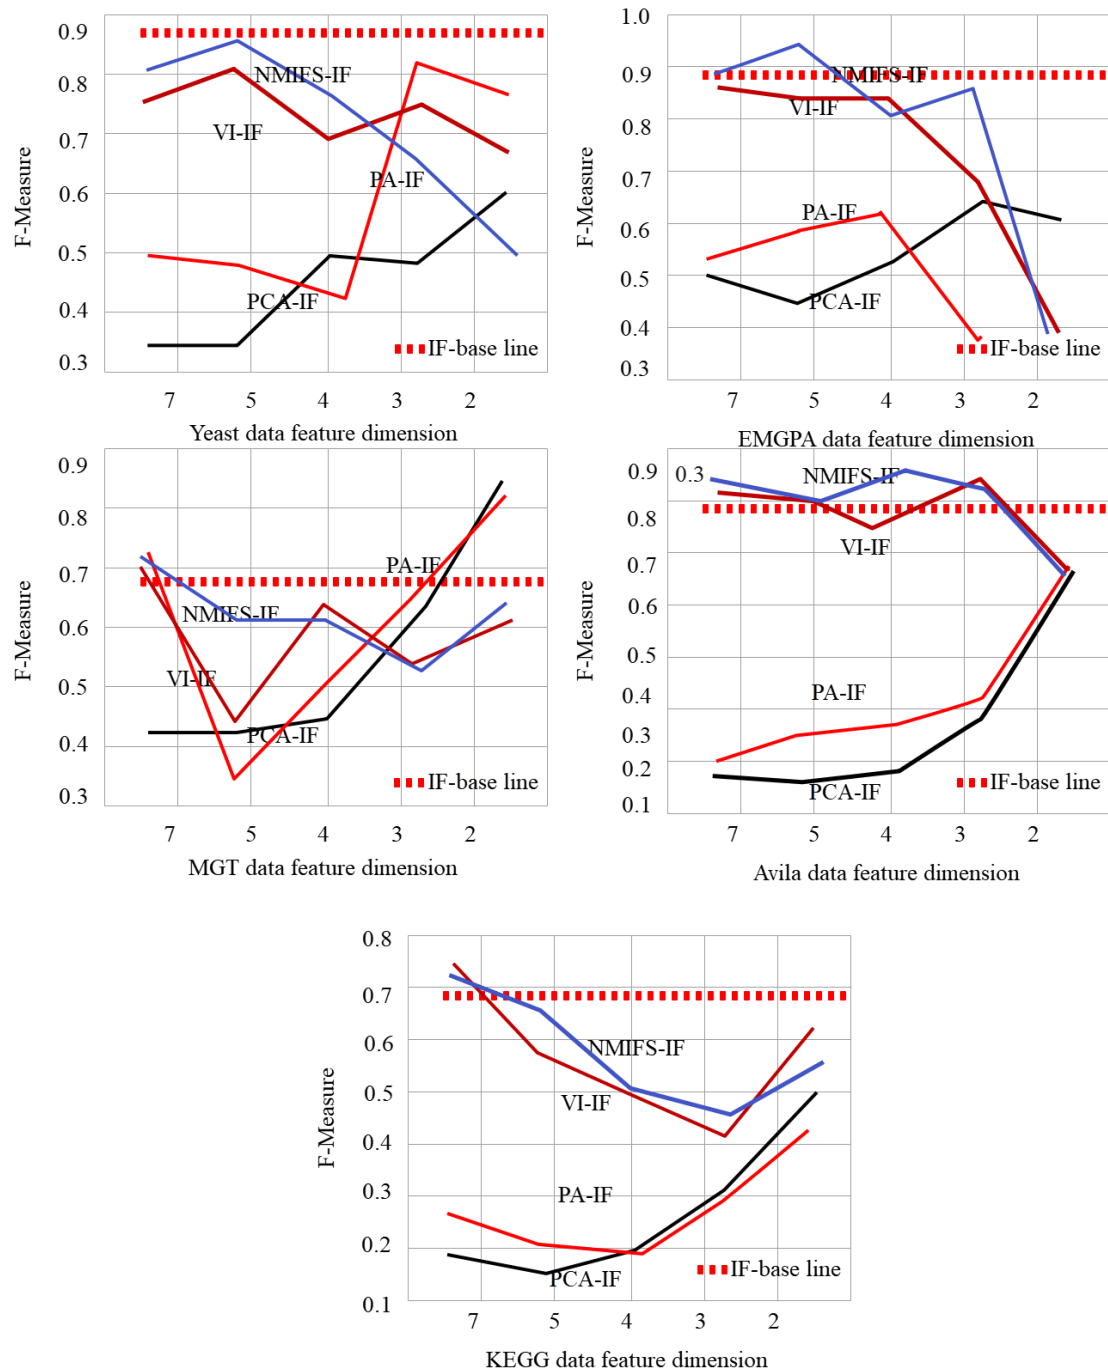 0.9
0.8
0.7
0.6
0.5
0.4
0.3
F-Measure
NMIFS-IF
VI-IF
PA-IF
PCA-IF
IF-base line
7 5 4 3 2
Yeast data feature dimension
1.0
0.9
0.8
0.7
0.6
0.5
0.4
0.3
F-Measure
NMIFS-IF
VI-IF
PA-IF
PCA-IF
IF-base line
7 5 4 3 2
EMGPA data feature dimension
0.9
0.8
0.7
0.6
0.5
0.4
0.3
F-Measure
PA-IF
NMIFS-IF
VI-IF
PCA-IF
IF-base line
7 5 4 3 2
MGT data feature dimension
0.9
0.8
0.7
0.6
0.5
0.4
0.3
0.2
0.1
F-Measure
0.3
NMIFS-IF
VI-IF
PA-IF
PCA-IF
IF-base line
7 5 4 3 2
Avila data feature dimension
0.8
0.7
0.6
0.5
0.4
0.3
0.2
0.1
F-Measure
NMIFS-IF
VI-IF
PA-IF
PCA-IF
IF-base line
7 5 4 3 2
KEGG data feature dimension